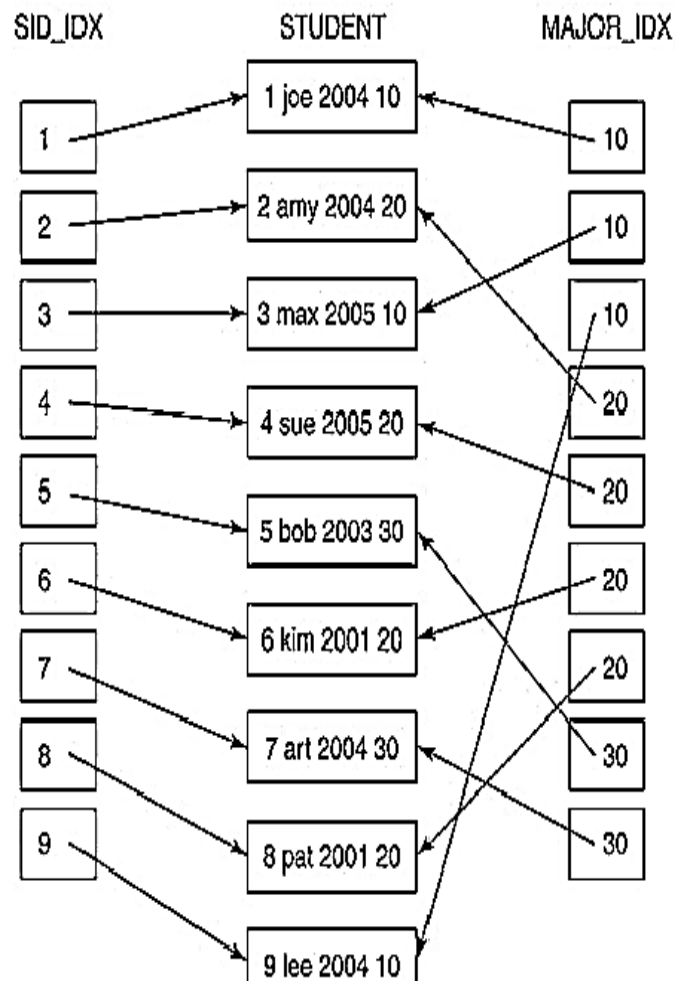 SID_IDX STUDENT MAJOR_IDX
1 joe 2004 10
1
10
2 amy 2004 20
2
10
3 max 2005 10
3
10
4 sue 2005 20
4
20
5 bob 2003 30
5
20
6 kim 2001 20
6
20
7 art 2004 30
7
20
8 pat 2001 20
8
30
9 lee 2004 10
9
30